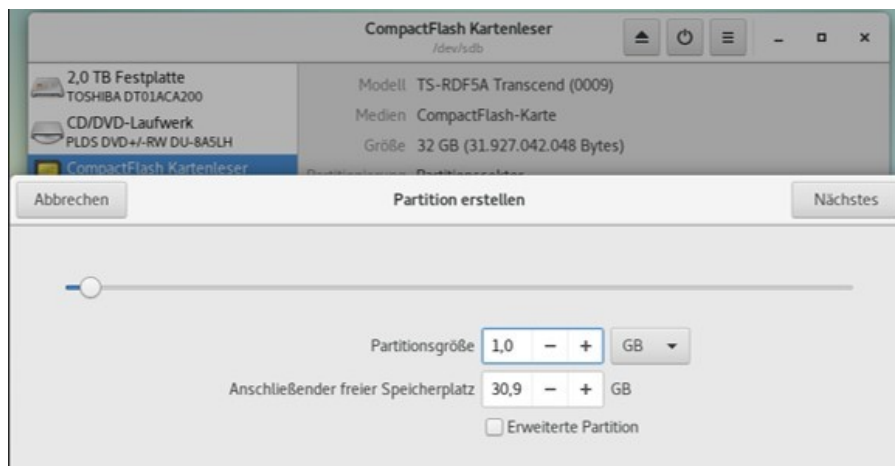 CompactFlash Kartenleser
/dev/sdb
2,0 TB Festplatte
TOSHIBA DT01ACA200
CD/DVD-Laufwerk
PLDS DVD+/-RW DU-8A5LH
CompactFlash Kartenleser
Modell TS-RDF5A Transcend (0009)
Medien CompactFlash-Karte
Größe 32 GB (31.927.042.048 Bytes)
Partitionierung Partitionssektor
Abbrechen
Partition erstellen
Nächstes
Partitionsgröße 1,0 − + GB
Anschließender freier Speicherplatz 30,9 − + GB
Erweiterte Partition